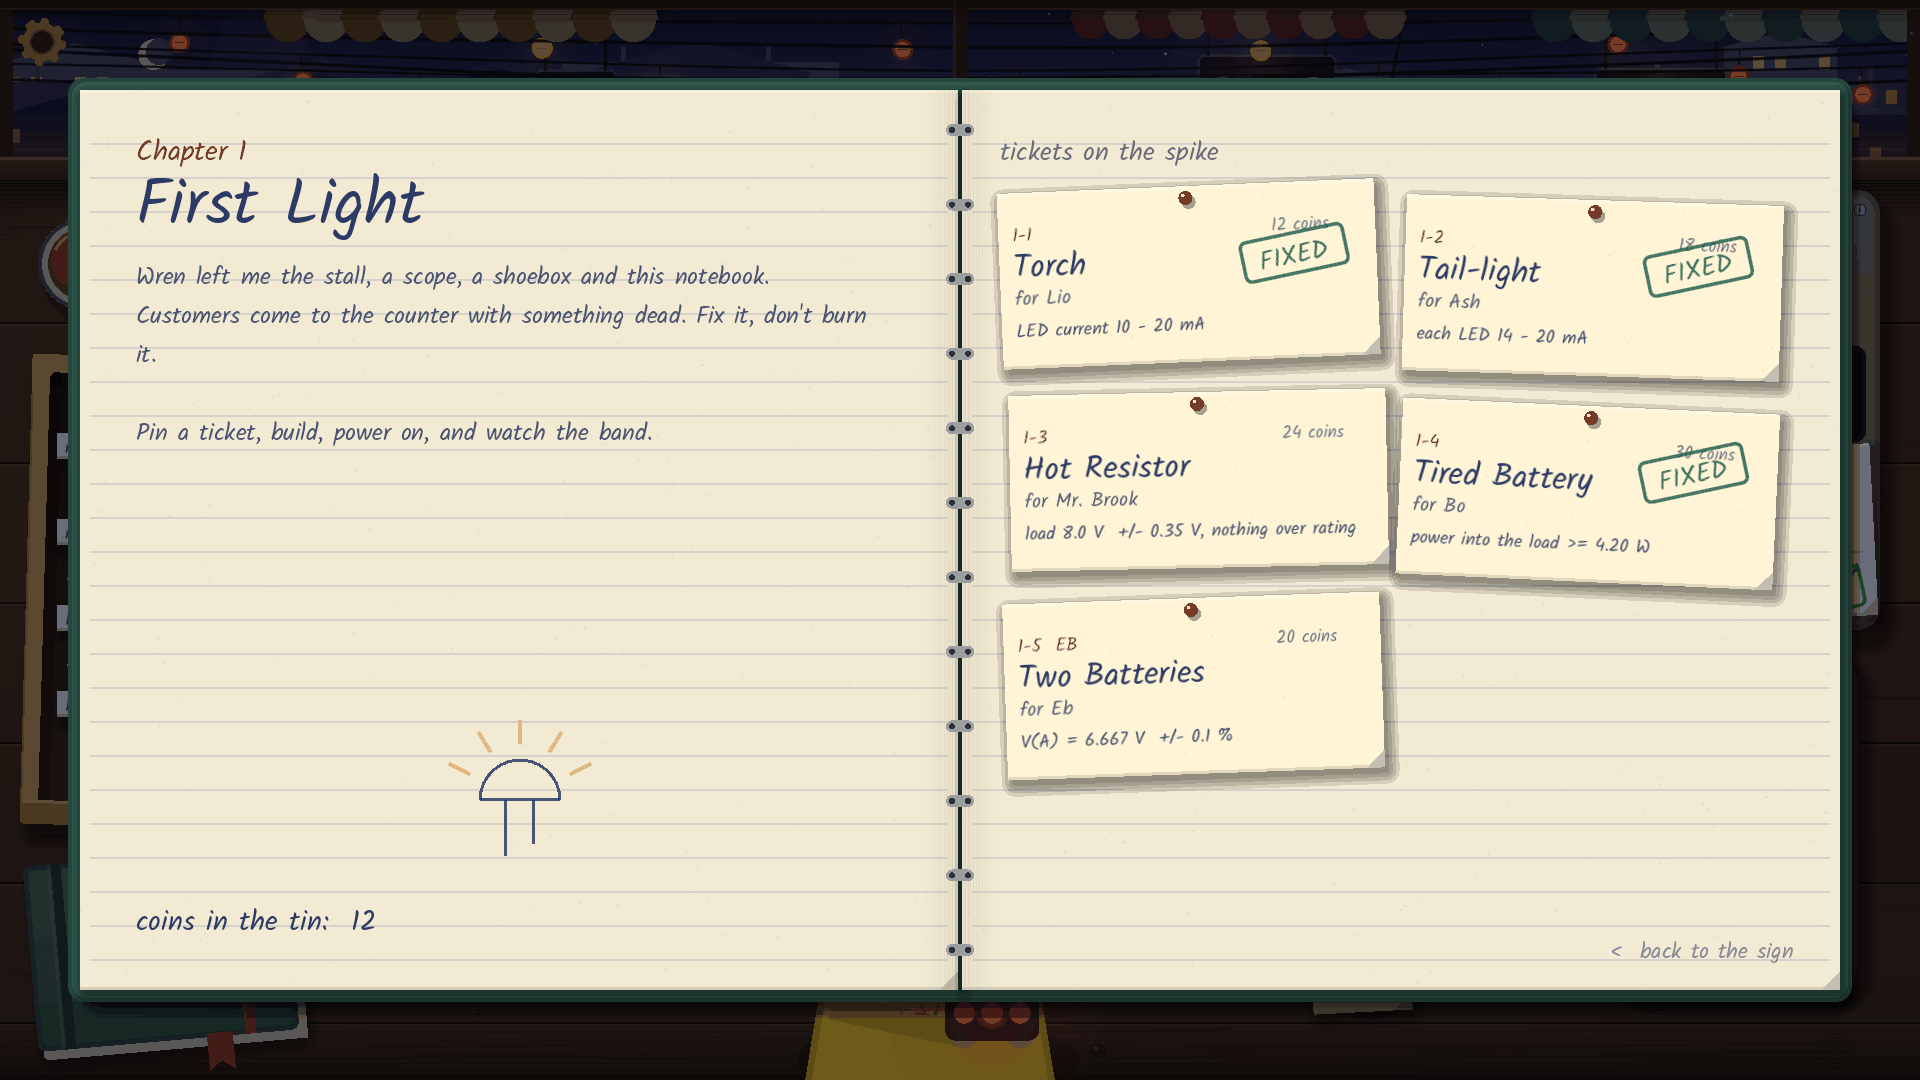 Chapter 1
First Light
Wren left me the stall, a scope, a shoebox and this notebook.
Customers come to the counter with something dead. Fix it, don't burn
it.
Pin a ticket, build, power on, and watch the band.
coins in the tin: 12
tickets on the spike
1-1
12 coins
FIXED
Torch
for Lio
LED current 10 - 20 mA
1-2
18 coins
FIXED
Tail-light
for Ash
each LED 14 - 20 mA
1-3
24 coins
Hot Resistor
for Mr. Brook
load 8.0 V +/- 0.35 V, nothing over rating
1-4
30 coins
FIXED
Tired Battery
for Bo
power into the load >= 4.20 W
1-5 EB
20 coins
Two Batteries
for Eb
V(A) = 6.667 V +/- 0.1 %
< back to the sign